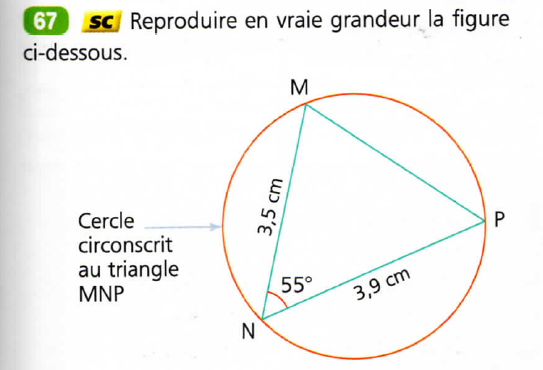 67 SC Reproduire en vraie grandeur la figure
ci-dessous.
M
3,5 cm
Cercle
circonscrit
au triangle
MNP
P
55°
3,9 cm
N